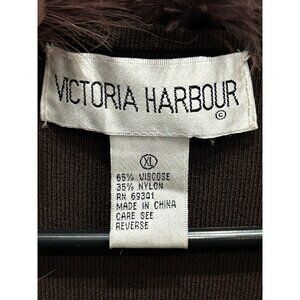 VICTORIA HARBOUR
©
XL
65% VISCOSE
35% NYLON
RN 69301
MADE IN CHINA
CARE SEE
REVERSE